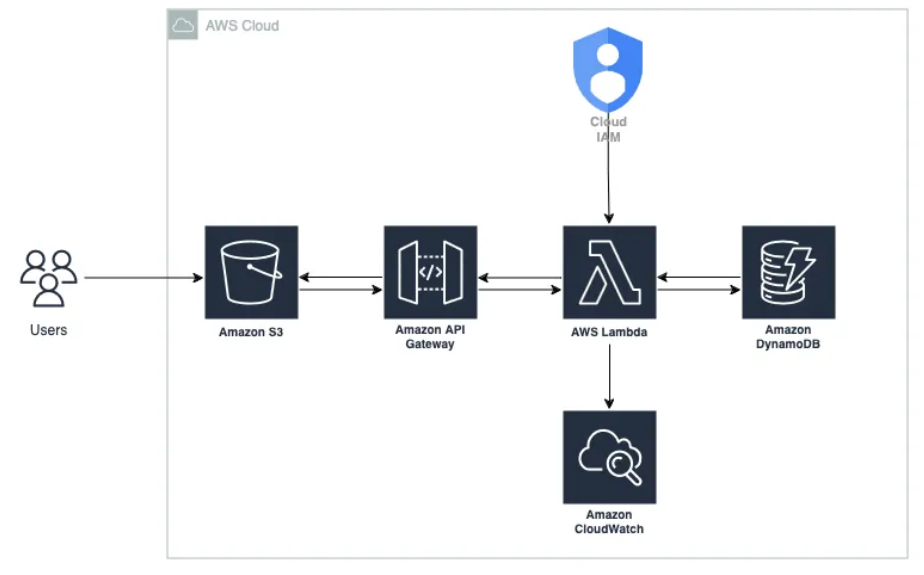 AWS Cloud
Cloud
IAM
Users
Amazon S3
Amazon API
Gateway
</>
AWS Lambda
Amazon
DynamoDB
Amazon
CloudWatch